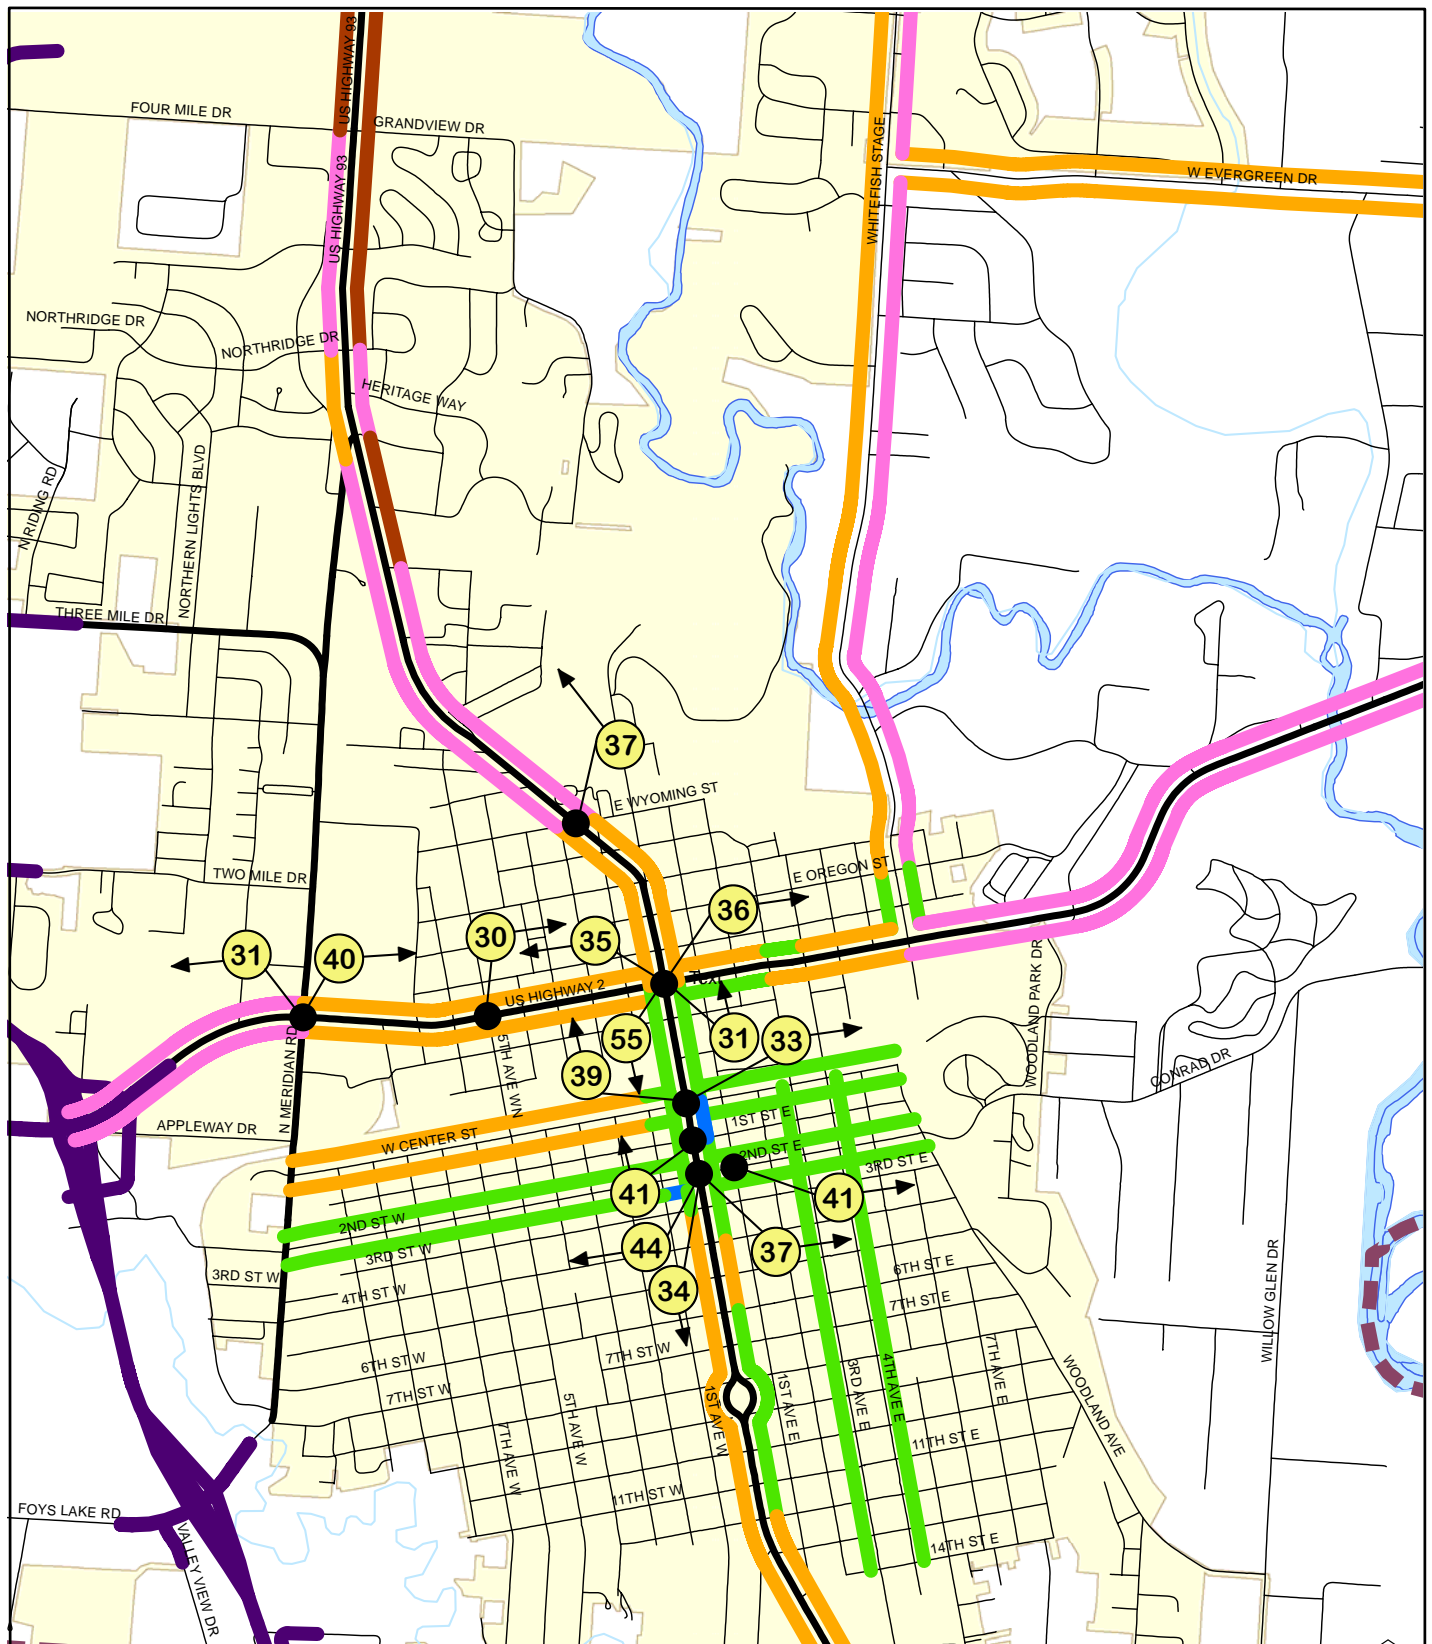 US HIGHWAY 93
FOUR MILE DR
GRANDVIEW DR
US HIGHWAY 93
WHITEFISH STAGE
W EVERGREEN DR
NORTHRIDGE DR
NORTHRIDGE DR
HERITAGE WAY
N RIDING RD
NORTHERN LIGHTS BLVD
THREE MILE DR
37
E WYOMING ST
TWO MILE DR
E OREGON ST
36
31
40
30
35
Text
US HIGHWAY 2
WOODLAND PARK DR
55
31
33
39
5TH AVE WN
N MERIDIAN RD
CONRAD DR
APPLEWAY DR
W CENTER ST
1ST ST E
2ND ST E
3RD ST E
41
41
2ND ST W
3RD ST W
44
37
3RD ST W
4TH ST W
34
6TH ST E
7TH ST E
WILLOW GLEN DR
6TH ST W
7TH ST W
7TH ST W
1ST AVE W
1ST AVE E
3RD AVE E
4TH AVE E
7TH AVE E
WOODLAND AVE
5TH AVE W
7TH AVE W
11TH ST E
11TH ST W
FOYS LAKE RD
VALLEY VIEW DR
14TH ST E